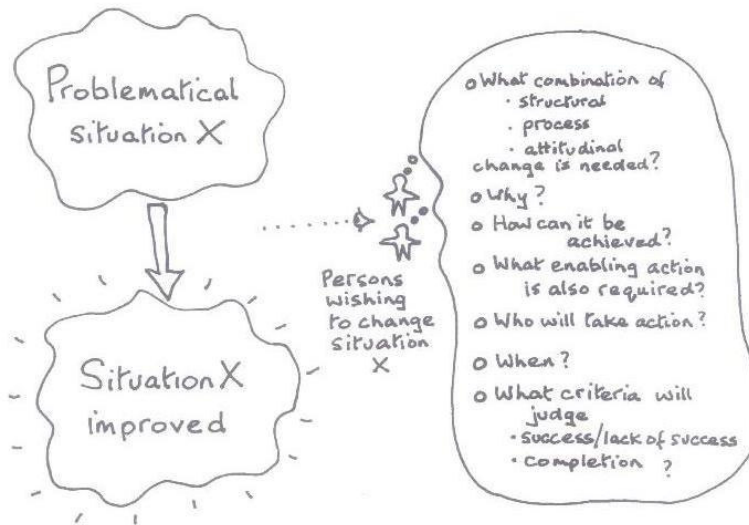 Problematical
situation X
Situation X
improved
Persons
wishing
to change
situation
X
What combination of
· structural
· process
· attitudinal
change is needed?
Why?
How can it be
achieved?
What enabling action
is also required?
Who will take action?
When?
What criteria will
judge
· success/lack of success
· completion ?